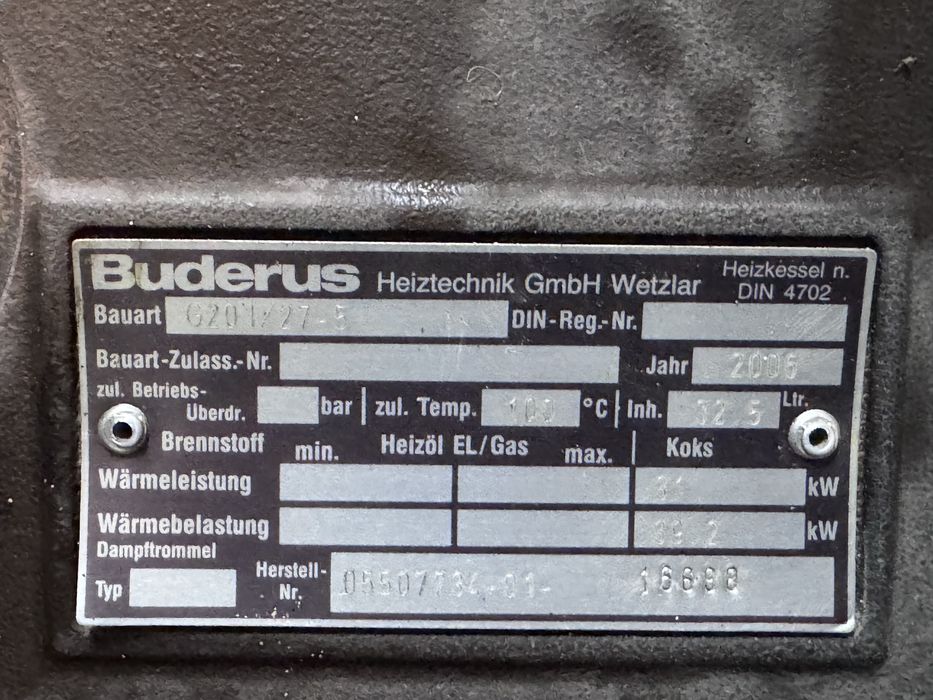 Buderus Heiztechnik GmbH Wetzlar Heizkessel n. DIN 4702
Bauart G201/27-5 DIN-Reg.-Nr.
Bauart-Zulass.-Nr. Jahr 2006
zul. Betriebs-Überdr. bar zul. Temp. 100 °C Inh. 32.5 Ltr.
Brennstoff min. Heizöl EL/Gas max. Koks
Wärmeleistung kW
Wärmebelastung kW
Dampftrommel
Typ Herstell-Nr.